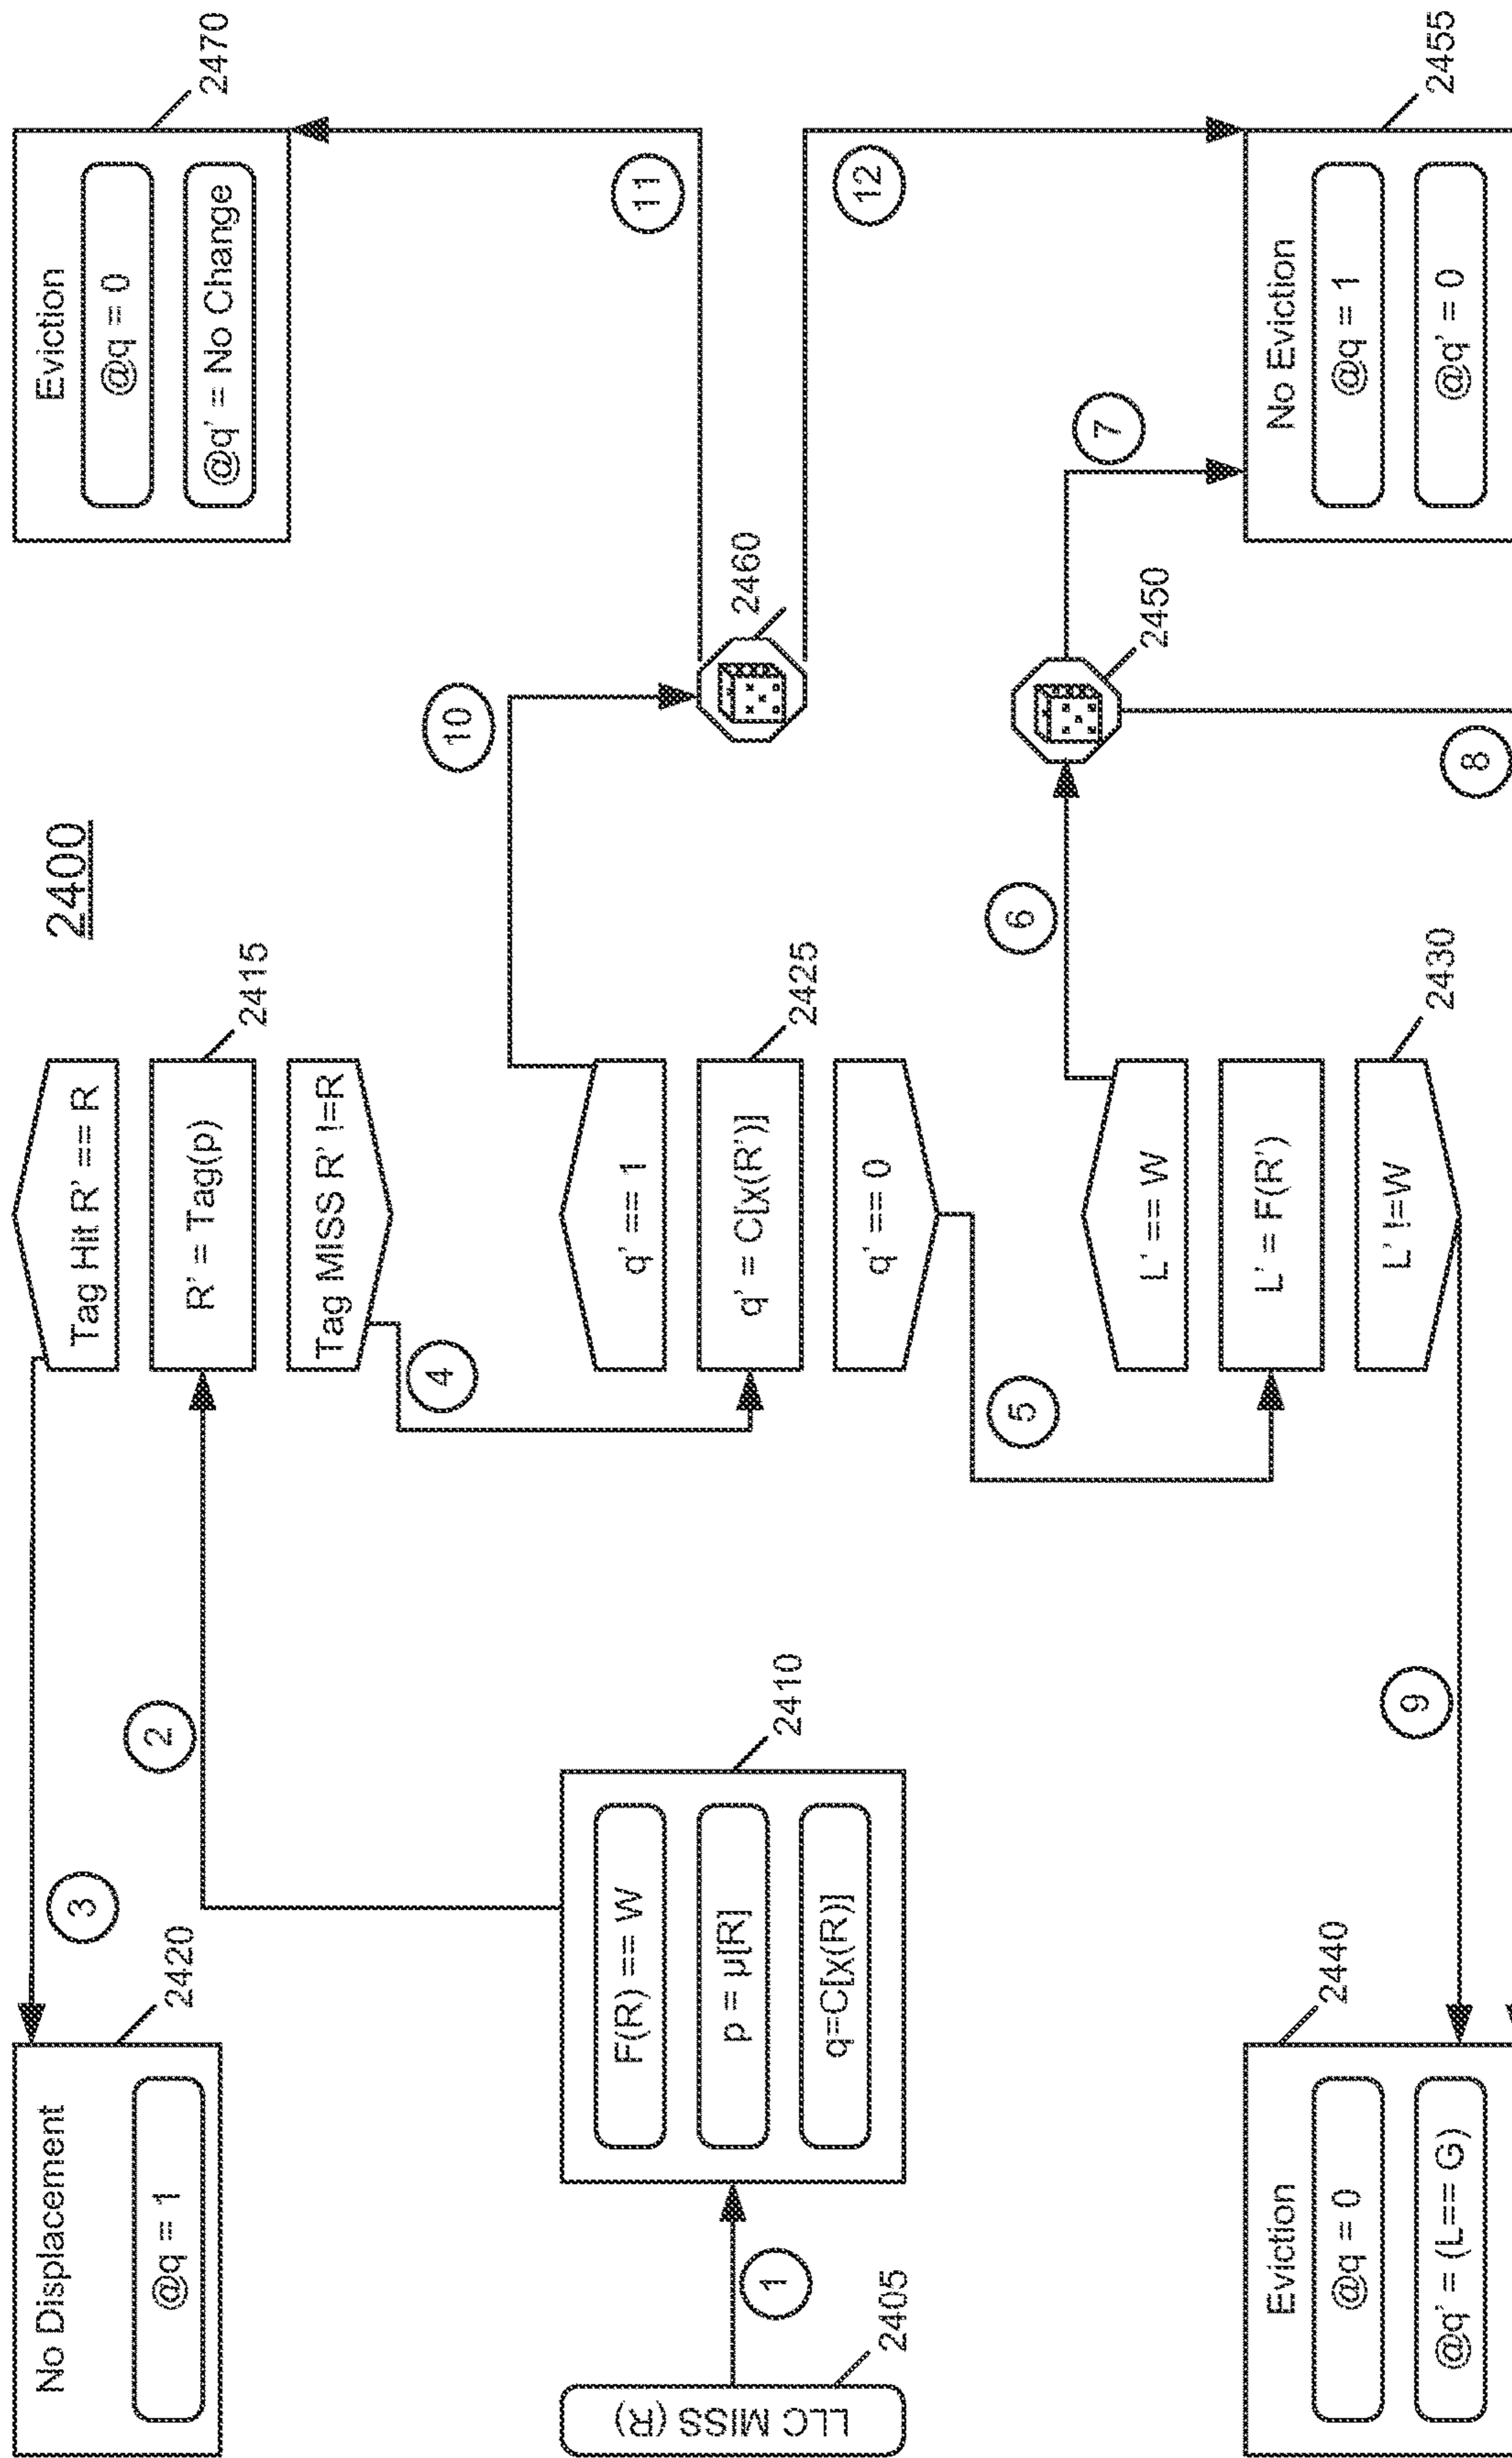 2400
No Displacement
@q = 1
2420
3
Tag Hit R' == R
R' = Tag(p)
2415
Tag MISS R' !=R
2
4
Eviction
@q = 0
@q' = No Change
2470
LLC MISS (R)
2405
1
F(R) == W
p = µ[R]
q=C[χ(R)]
2410
q' == 1
q' = C[χ(R')]
2425
q' == 0
10
2460
11
12
5
Eviction
@q = 0
@q' = (L== G)
2440
9
L' == W
L' = F(R')
L' !=W
2430
6
2450
7
8
No Eviction
@q = 1
@q' = 0
2455